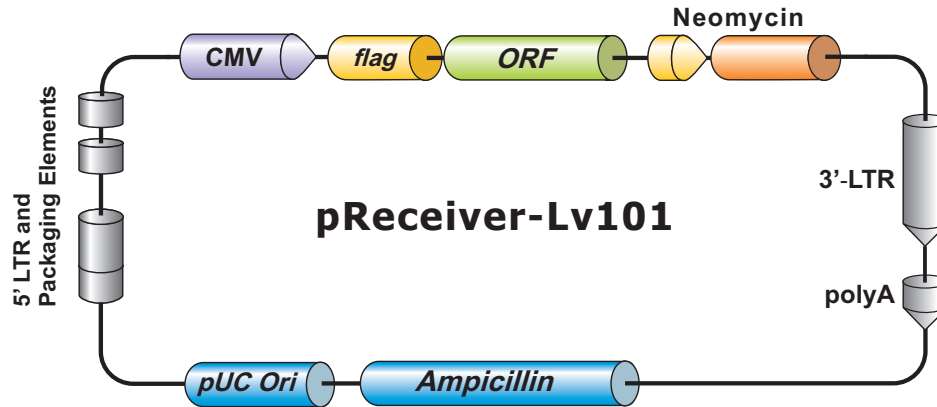 Neomycin
CMV
flag
ORF
5' LTR and
Packaging Elements
3'-LTR
pReceiver-Lv101
polyA
pUC Ori
Ampicillin